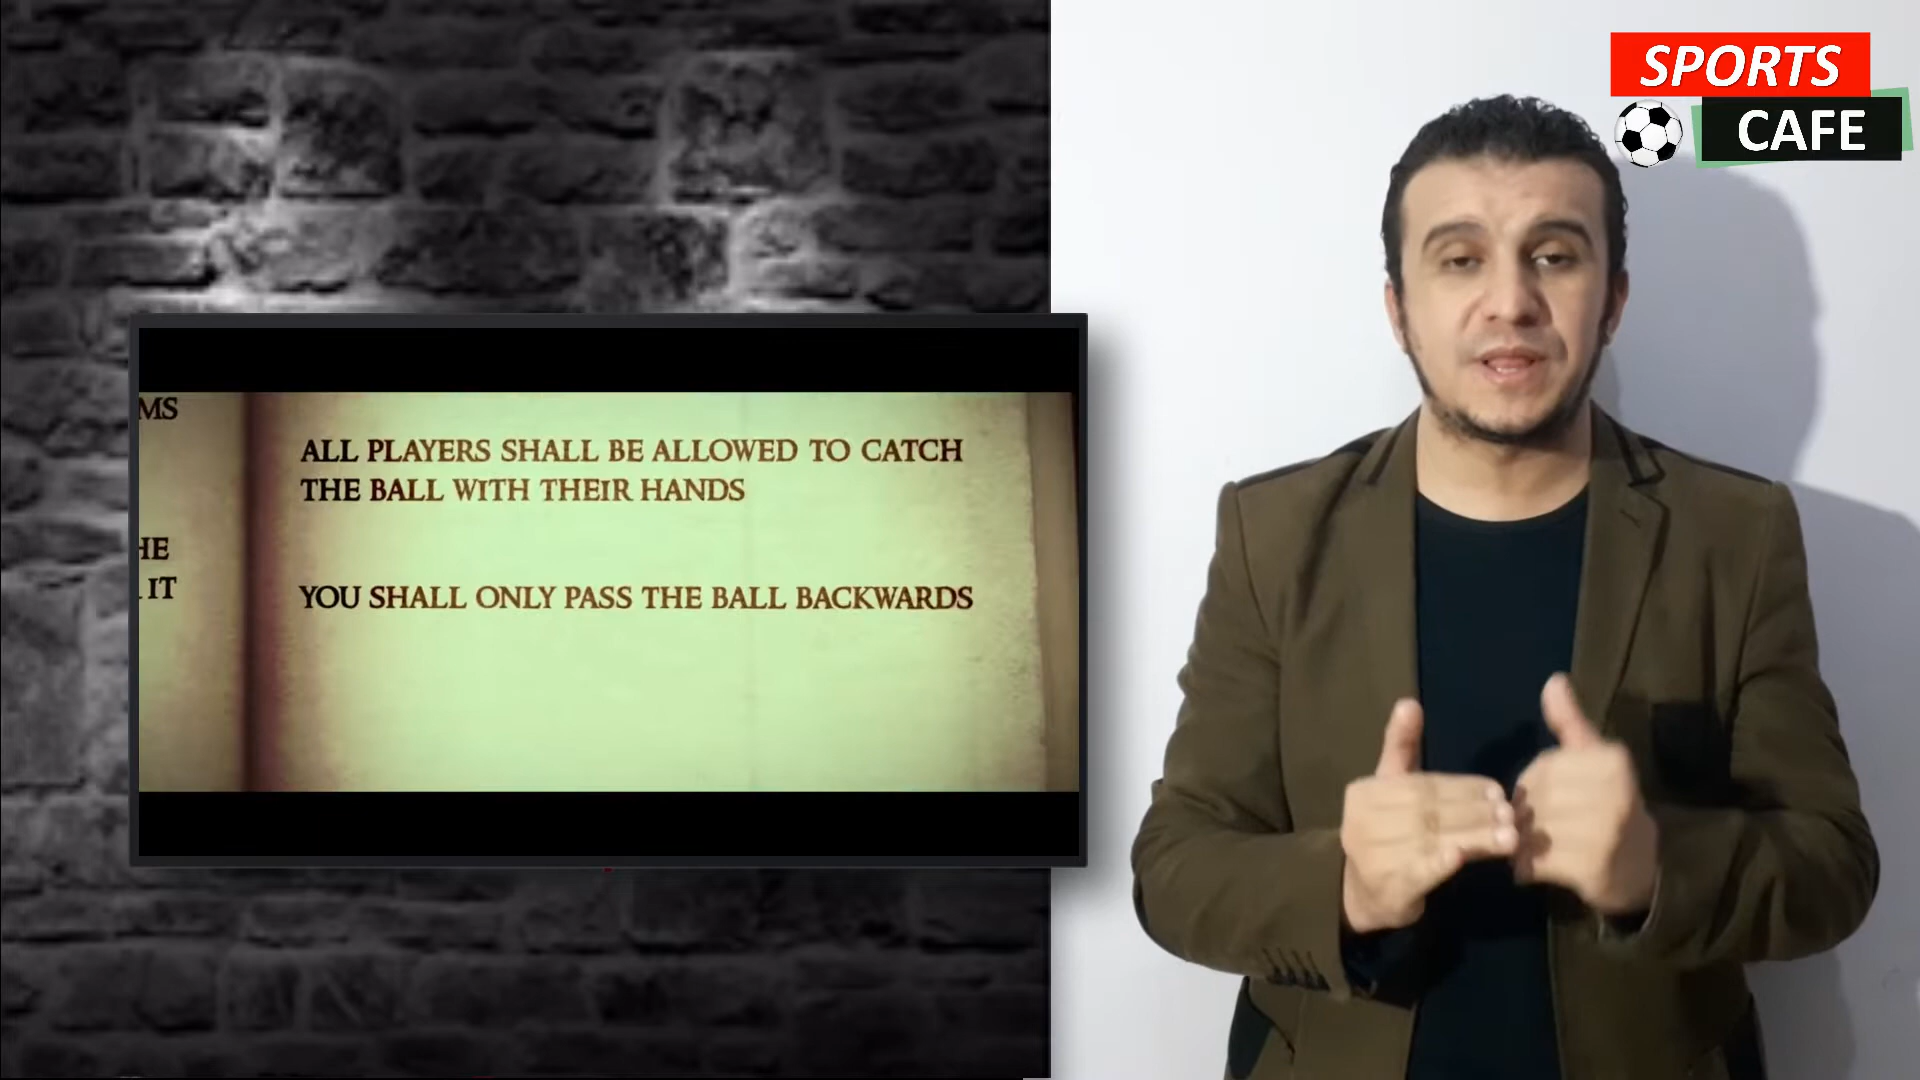 SPORTS
CAFE
MS
ALL PLAYERS SHALL BE ALLOWED TO CATCH
THE BALL WITH THEIR HANDS
HE
IT
YOU SHALL ONLY PASS THE BALL BACKWARDS